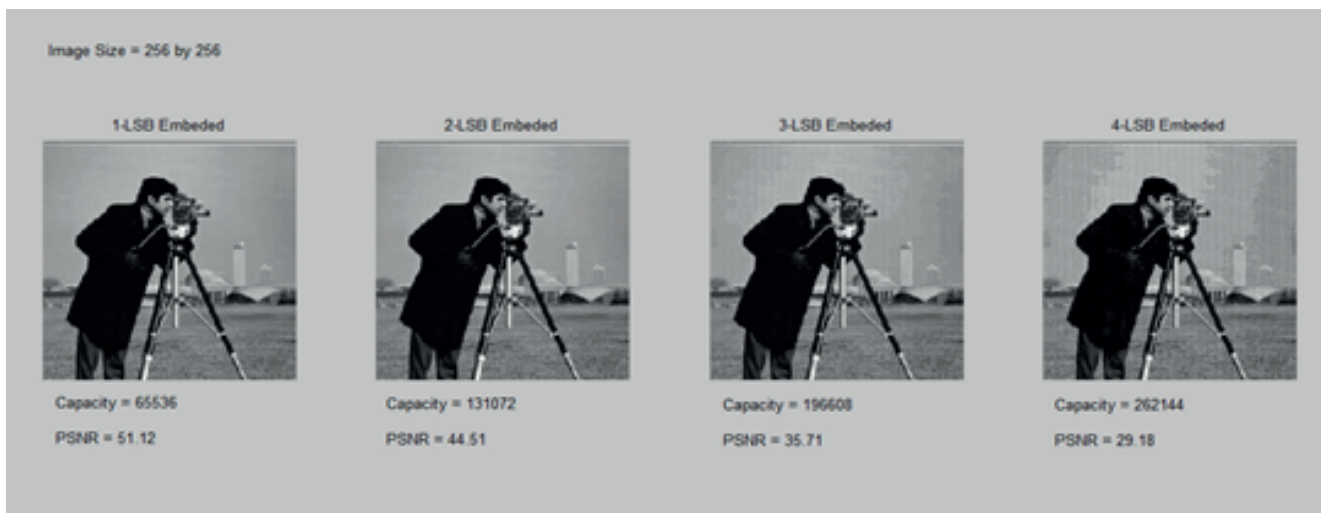 Image Size = 256 by 256
1-LSB Embeded
2-LSB Embeded
3-LSB Embeded
4-LSB Embeded
Capacity = 65536
Capacity = 131072
Capacity = 196608
Capacity = 262144
PSNR = 51.12
PSNR = 44.51
PSNR = 35.71
PSNR = 29.18